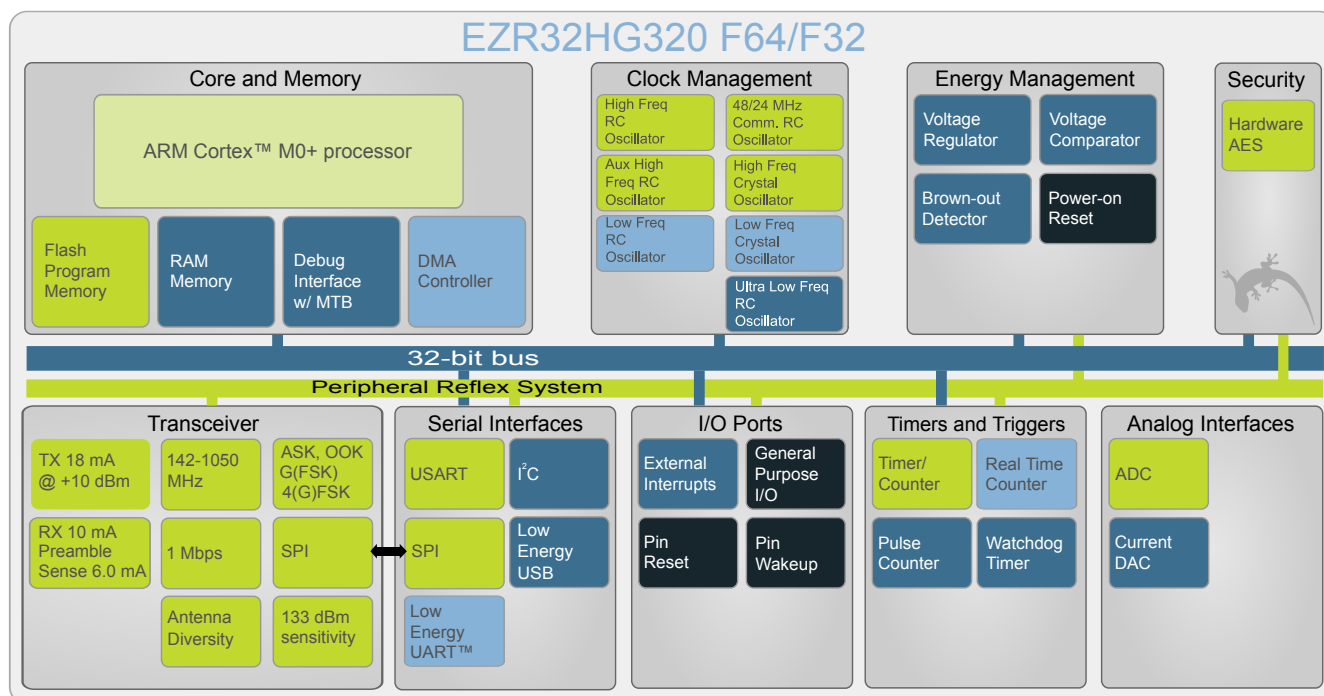 EZR32HG320 F64/F32
Core and Memory
ARM Cortex™ M0+ processor
Flash
Program
Memory
RAM
Memory
Debug
Interface
w/ MTB
DMA
Controller
Clock Management
High Freq
RC
Oscillator
48/24 MHz
Comm. RC
Oscillator
Aux High
Freq RC
Oscillator
High Freq
Crystal
Oscillator
Low Freq
RC
Oscillator
Low Freq
Crystal
Oscillator
Ultra Low Freq
RC
Oscillator
Energy Management
Voltage
Regulator
Voltage
Comparator
Brown-out
Detector
Power-on
Reset
Security
Hardware
AES
32-bit bus
Peripheral Reflex System
Transceiver
TX 18 mA
@ +10 dBm
142-1050
MHz
ASK, OOK
G(FSK)
4(G)FSK
RX 10 mA
Preamble
Sense 6.0 mA
1 Mbps
SPI
Antenna
Diversity
133 dBm
sensitivity
Serial Interfaces
USART
I²C
SPI
Low
Energy
USB
Low
Energy
UART™
I/O Ports
External
Interrupts
General
Purpose
I/O
Pin
Reset
Pin
Wakeup
Timers and Triggers
Timer/
Counter
Real Time
Counter
Pulse
Counter
Watchdog
Timer
Analog Interfaces
ADC
Current
DAC